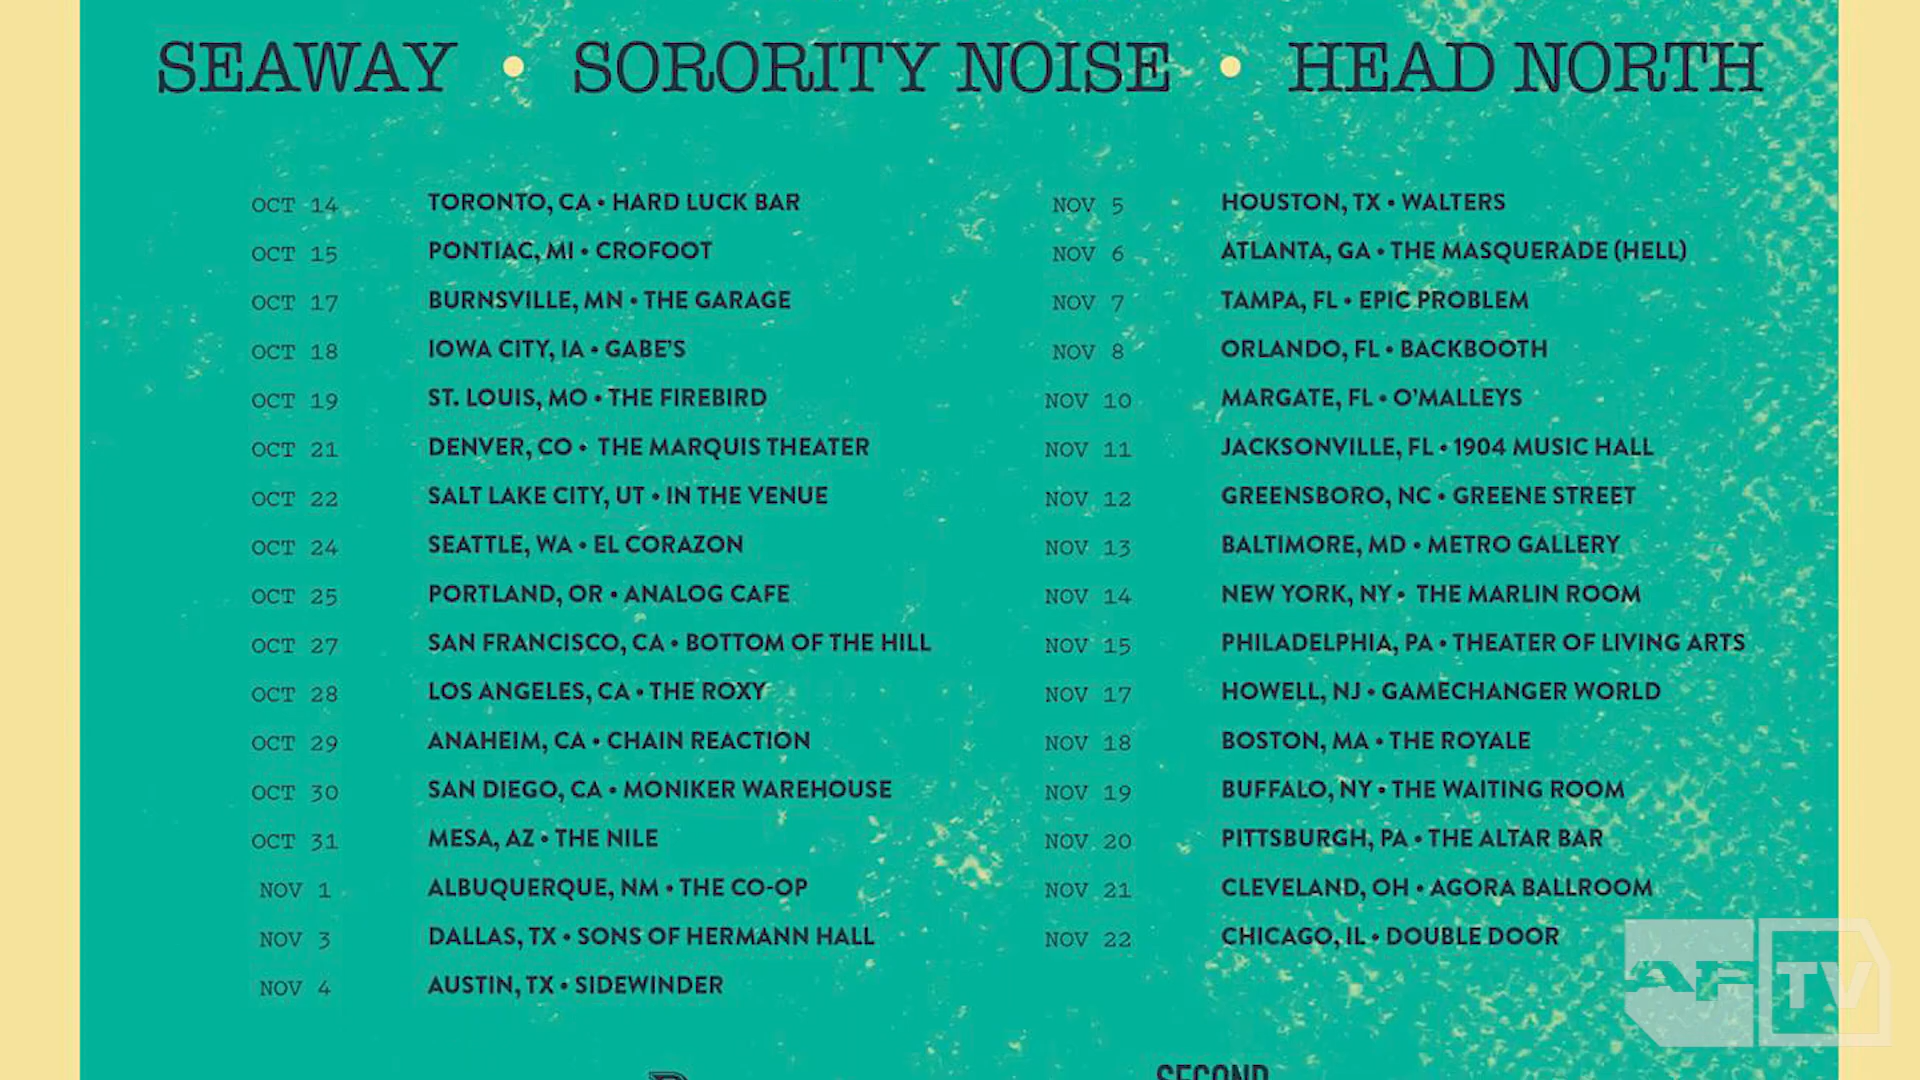 SEAWAY • SORORITY NOISE • HEAD NORTH
OCT 14 TORONTO, CA • HARD LUCK BAR
OCT 15 PONTIAC, MI • CROFOOT
OCT 17 BURNSVILLE, MN • THE GARAGE
OCT 18 IOWA CITY, IA • GABE'S
OCT 19 ST. LOUIS, MO • THE FIREBIRD
OCT 21 DENVER, CO • THE MARQUIS THEATER
OCT 22 SALT LAKE CITY, UT • IN THE VENUE
OCT 24 SEATTLE, WA • EL CORAZON
OCT 25 PORTLAND, OR • ANALOG CAFE
OCT 27 SAN FRANCISCO, CA • BOTTOM OF THE HILL
OCT 28 LOS ANGELES, CA • THE ROXY
OCT 29 ANAHEIM, CA • CHAIN REACTION
OCT 30 SAN DIEGO, CA • MONIKER WAREHOUSE
OCT 31 MESA, AZ • THE NILE
NOV 1 ALBUQUERQUE, NM • THE CO-OP
NOV 3 DALLAS, TX • SONS OF HERMANN HALL
NOV 4 AUSTIN, TX • SIDEWINDER
NOV 5 HOUSTON, TX • WALTERS
NOV 6 ATLANTA, GA • THE MASQUERADE (HELL)
NOV 7 TAMPA, FL • EPIC PROBLEM
NOV 8 ORLANDO, FL • BACKBOOTH
NOV 10 MARGATE, FL • O'MALLEYS
NOV 11 JACKSONVILLE, FL • 1904 MUSIC HALL
NOV 12 GREENSBORO, NC • GREENE STREET
NOV 13 BALTIMORE, MD • METRO GALLERY
NOV 14 NEW YORK, NY • THE MARLIN ROOM
NOV 15 PHILADELPHIA, PA • THEATER OF LIVING ARTS
NOV 17 HOWELL, NJ • GAMECHANGER WORLD
NOV 18 BOSTON, MA • THE ROYALE
NOV 19 BUFFALO, NY • THE WAITING ROOM
NOV 20 PITTSBURGH, PA • THE ALTAR BAR
NOV 21 CLEVELAND, OH • AGORA BALLROOM
NOV 22 CHICAGO, IL • DOUBLE DOOR
AP TV
SECOND